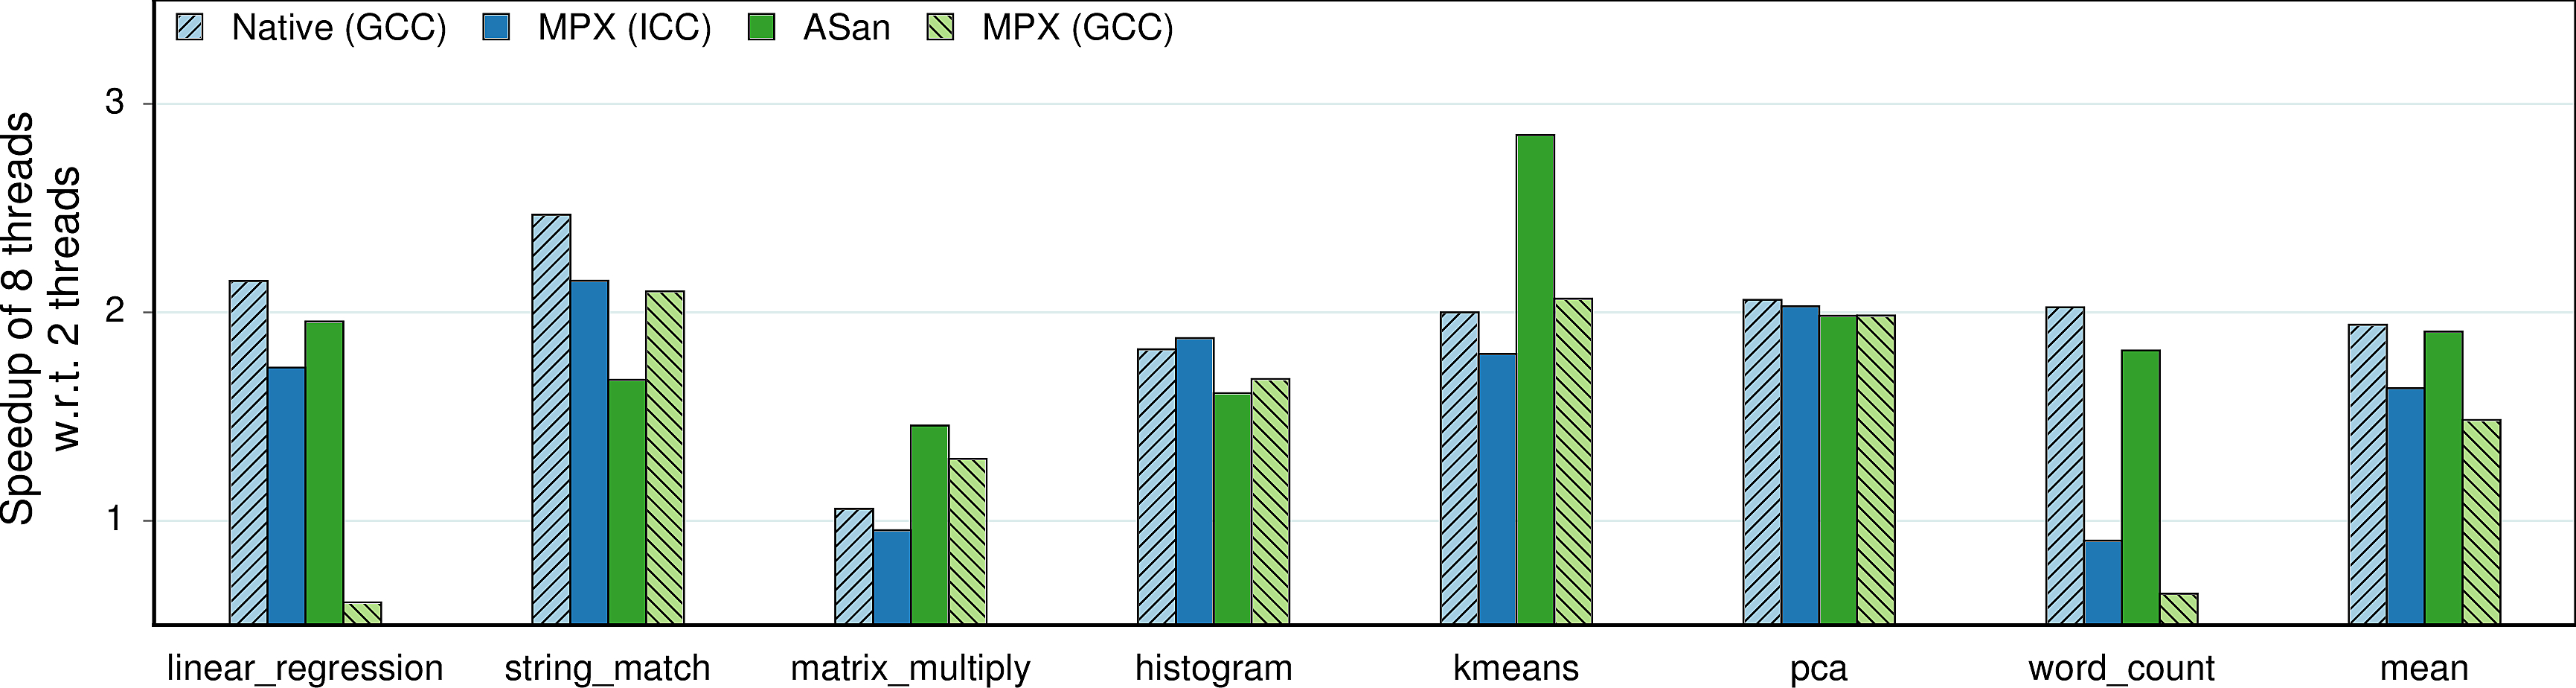 Native (GCC) MPX (ICC) ASan MPX (GCC)
Speedup of 8 threads
w.r.t. 2 threads
3
2
1
linear_regression string_match matrix_multiply histogram kmeans pca word_count mean